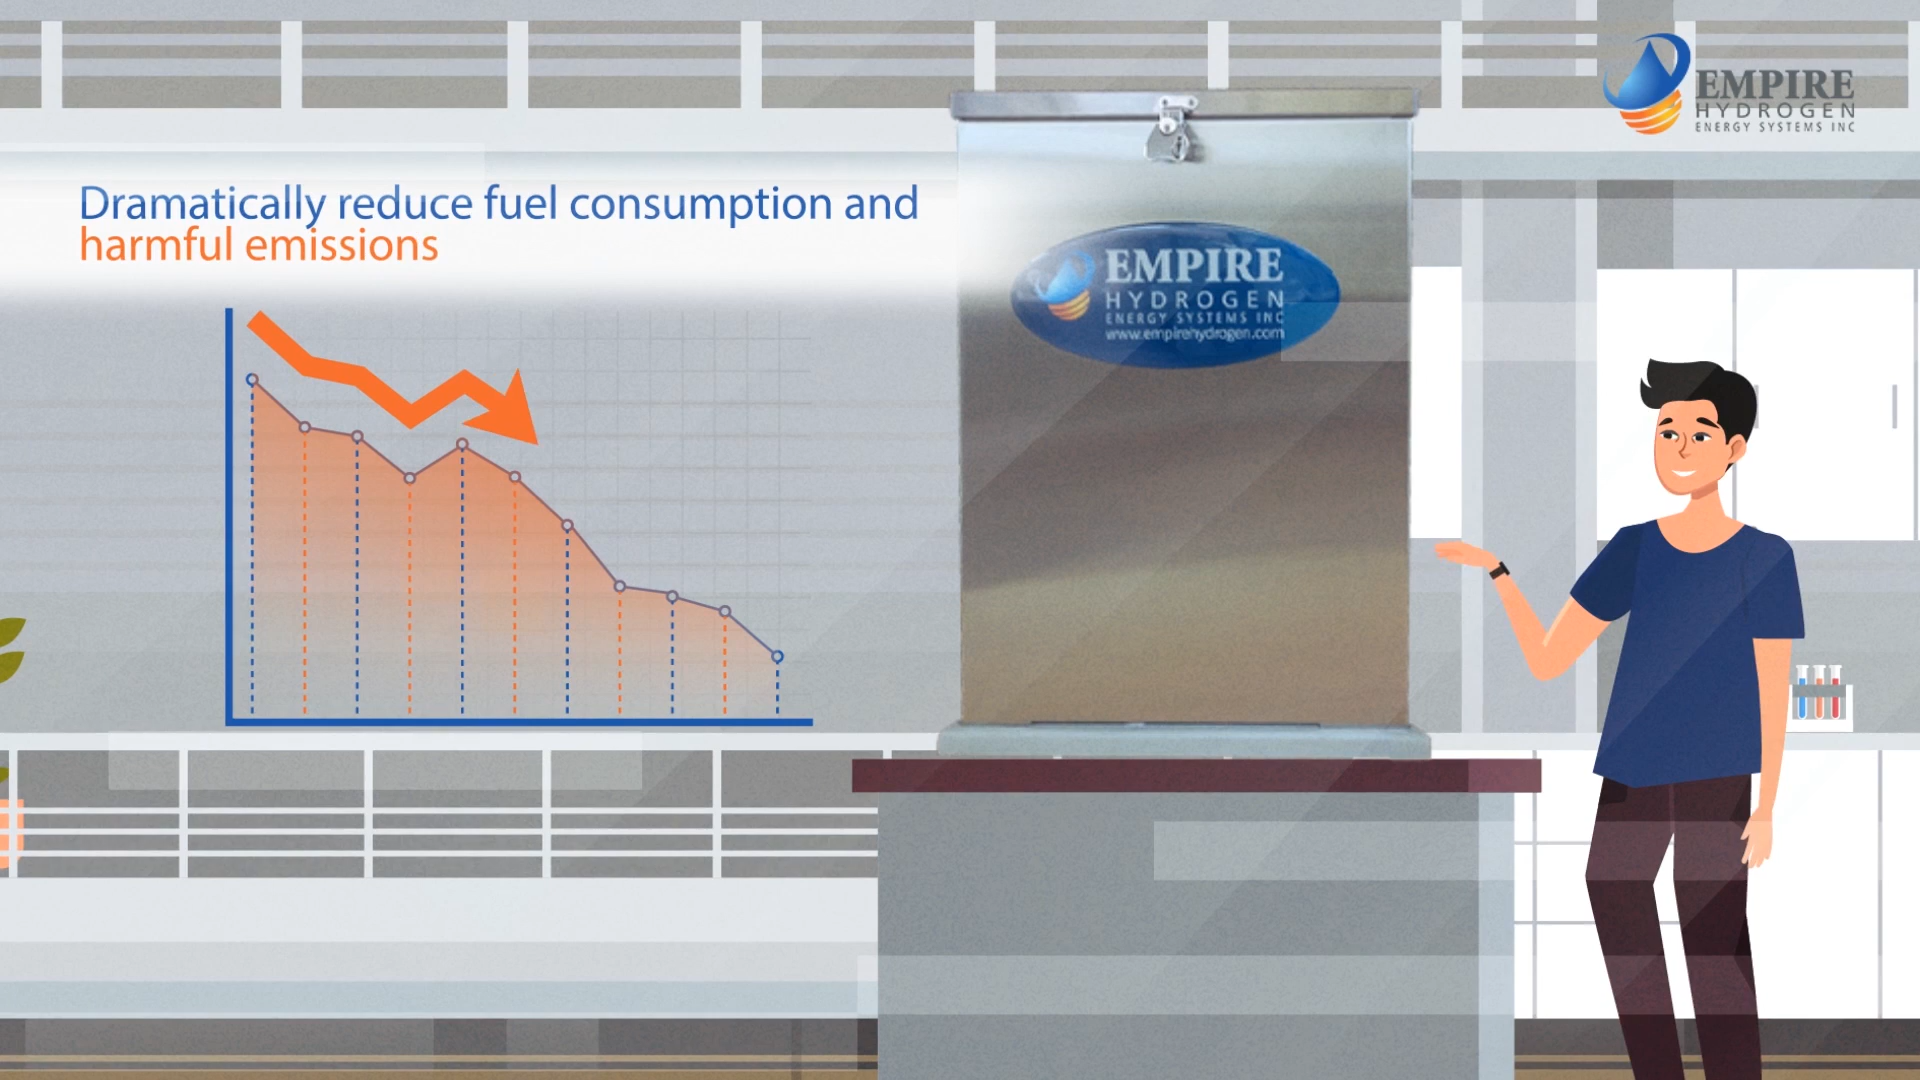 EMPIRE
HYDROGEN
ENERGY SYSTEMS INC
Dramatically reduce fuel consumption and
harmful emissions
EMPIRE
HYDROGEN
ENERGY SYSTEMS INC
www.empirehydrogen.com